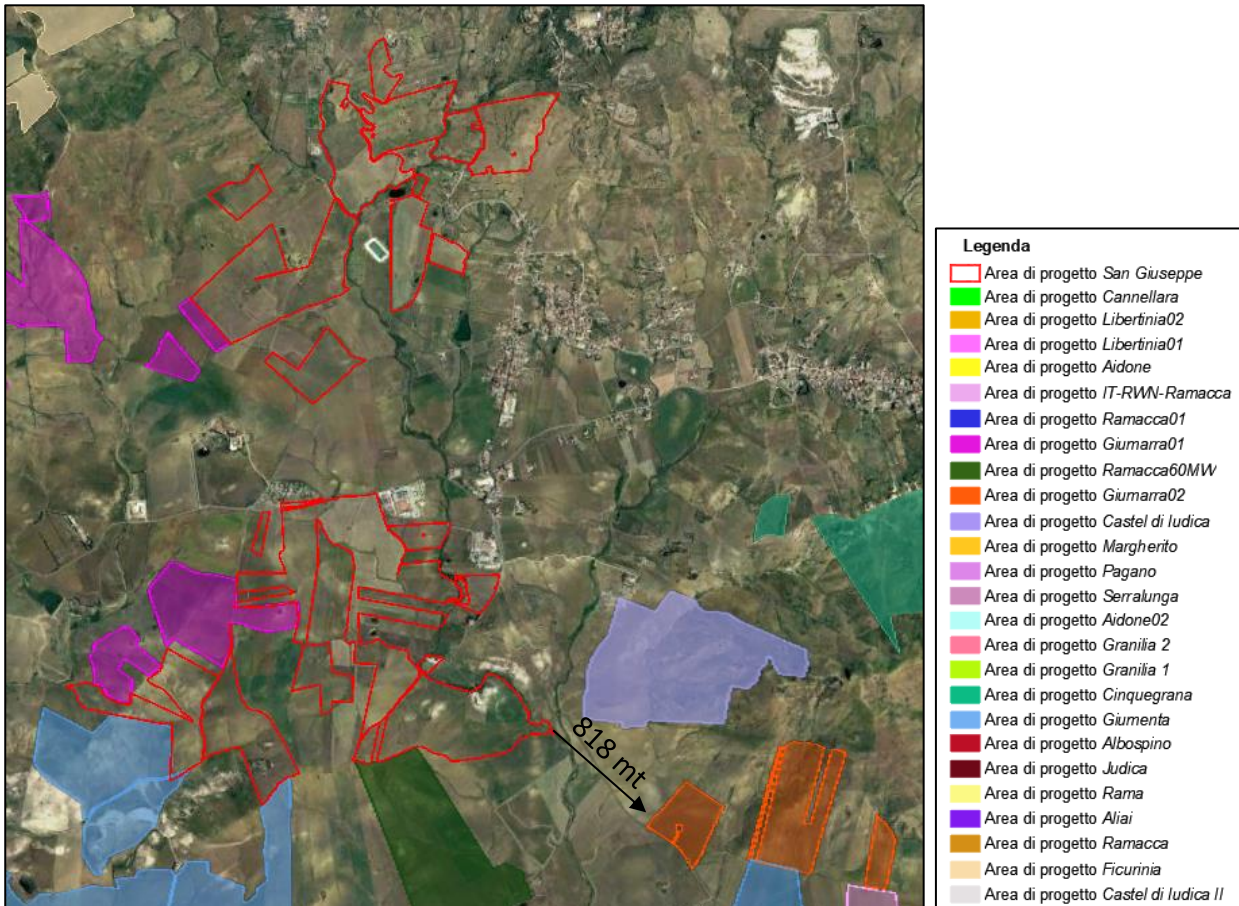 818 mt
Legenda
Area di progetto San Giuseppe
Area di progetto Cannellara
Area di progetto Libertinia02
Area di progetto Libertinia01
Area di progetto Aidone
Area di progetto IT-RWN-Ramacca
Area di progetto Ramacca01
Area di progetto Giumarra01
Area di progetto Ramacca60MW
Area di progetto Giumarra02
Area di progetto Castel di Iudica
Area di progetto Margherito
Area di progetto Pagano
Area di progetto Serralunga
Area di progetto Aidone02
Area di progetto Granilia 2
Area di progetto Granilia 1
Area di progetto Cinquegrana
Area di progetto Giumenta
Area di progetto Albospino
Area di progetto Judica
Area di progetto Rama
Area di progetto Aliai
Area di progetto Ramacca
Area di progetto Ficurinia
Area di progetto Castel di Iudica II